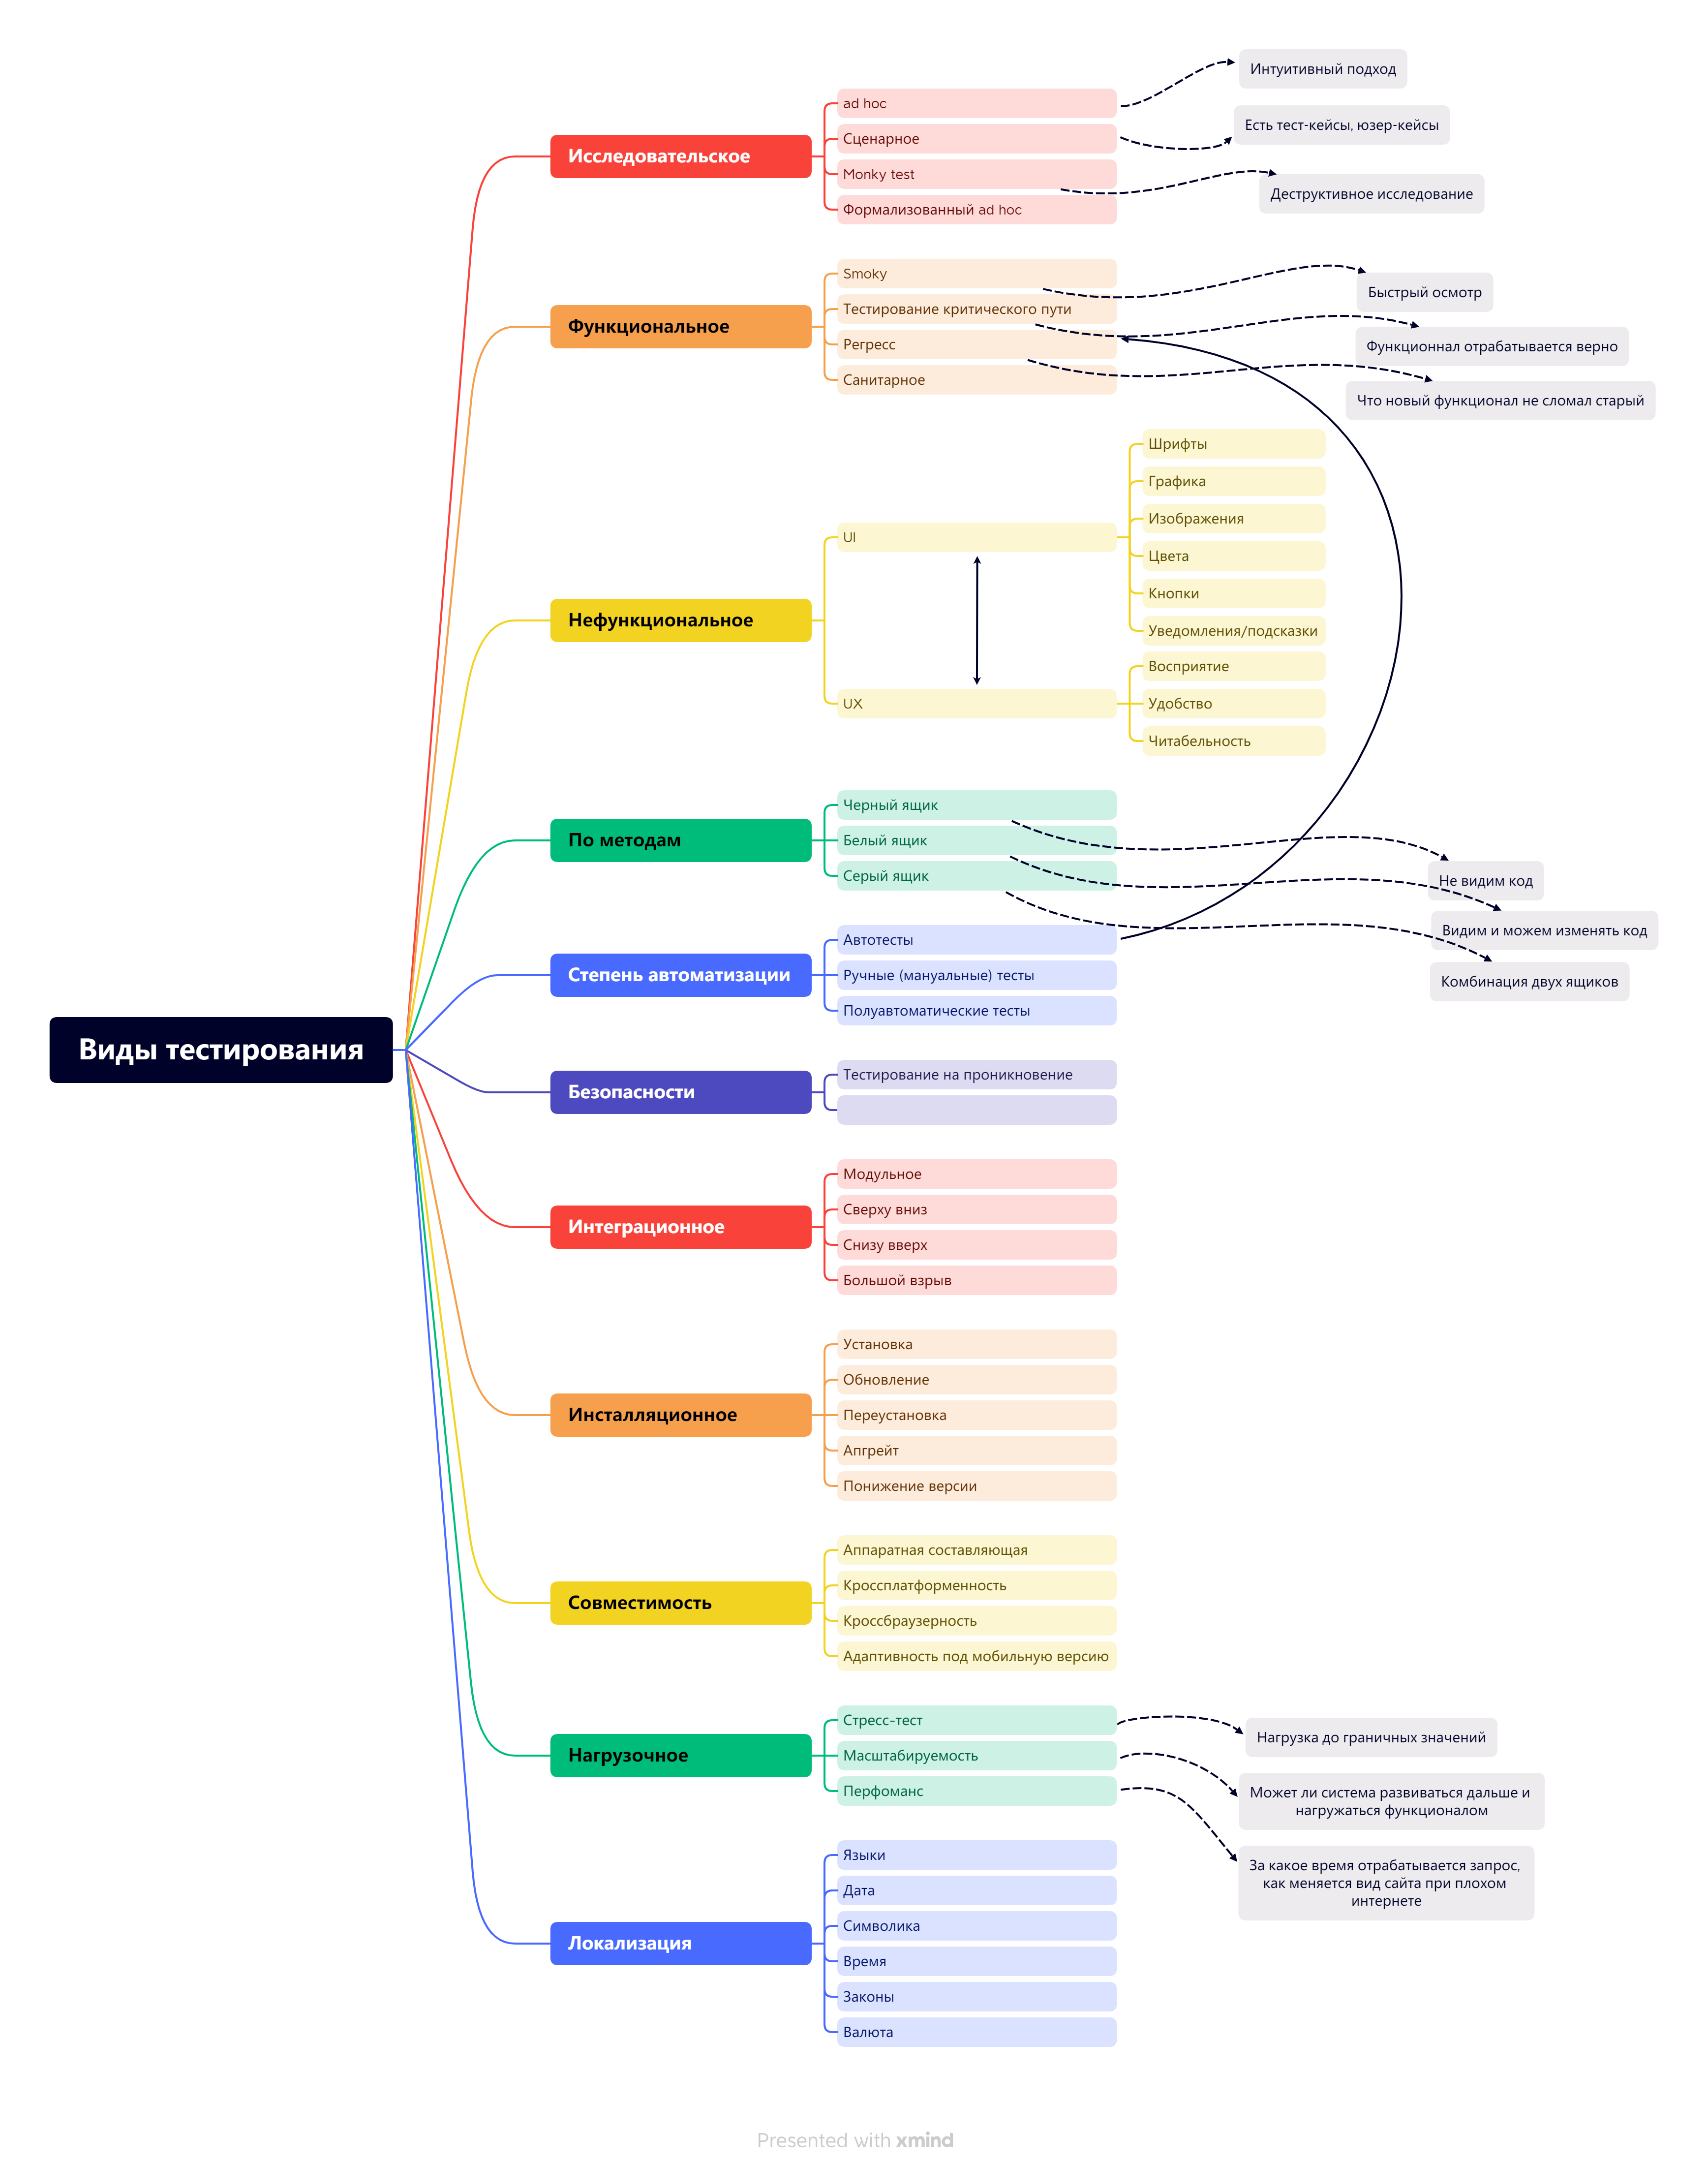 Виды тестирования
Исследовательское
ad hoc
Интуитивный подход
Сценарное
Есть тест-кейсы, юзер-кейсы
Monky test
Деструктивное исследование
Формализованный ad hoc
Функциональное
Smoky
Быстрый осмотр
Тестирование критического пути
Функционнал отрабатывается верно
Регресс
Что новый функционал не сломал старый
Санитарное
Нефункциональное
UI
Шрифты
Графика
Изображения
Цвета
Кнопки
Уведомления/подсказки
UX
Восприятие
Удобство
Читабельность
По методам
Черный ящик
Не видим код
Белый ящик
Видим и можем изменять код
Серый ящик
Комбинация двух ящиков
Степень автоматизации
Автотесты
Ручные (мануальные) тесты
Полуавтоматические тесты
Безопасности
Тестирование на проникновение
Интеграционное
Модульное
Сверху вниз
Снизу вверх
Большой взрыв
Инсталляционное
Установка
Обновление
Переустановка
Апгрейт
Понижение версии
Совместимость
Аппаратная составляющая
Кроссплатформенность
Кроссбраузерность
Адаптивность под мобильную версию
Нагрузочное
Стресс-тест
Нагрузка до граничных значений
Масштабируемость
Может ли система развиваться дальше и
нагружаться функционалом
Перфоманс
За какое время отрабатывается запрос,
как меняется вид сайта при плохом
интернете
Локализация
Языки
Дата
Символика
Время
Законы
Валюта
Presented with xmind